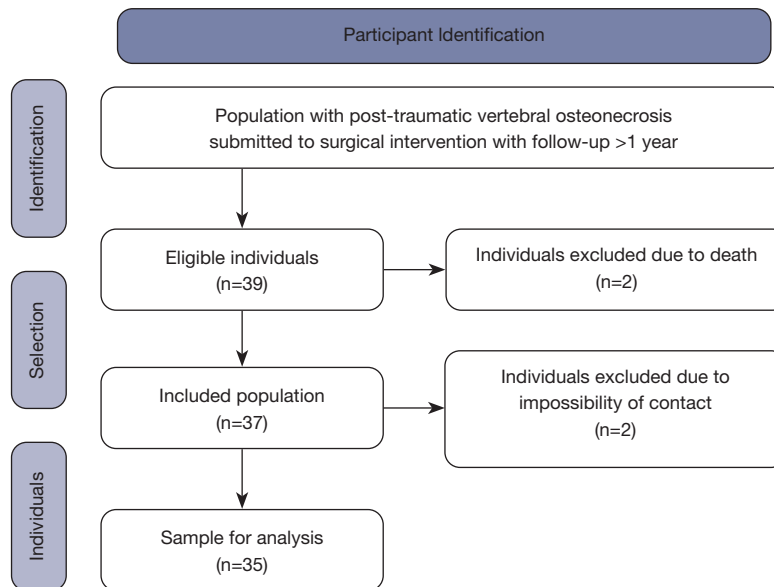 Participant Identification
Identification
Population with post-traumatic vertebral osteonecrosis
submitted to surgical intervention with follow-up >1 year
Eligible individuals
(n=39)
Individuals excluded due to death
(n=2)
Selection
Included population
(n=37)
Individuals excluded due to
impossibility of contact
(n=2)
Individuals
Sample for analysis
(n=35)